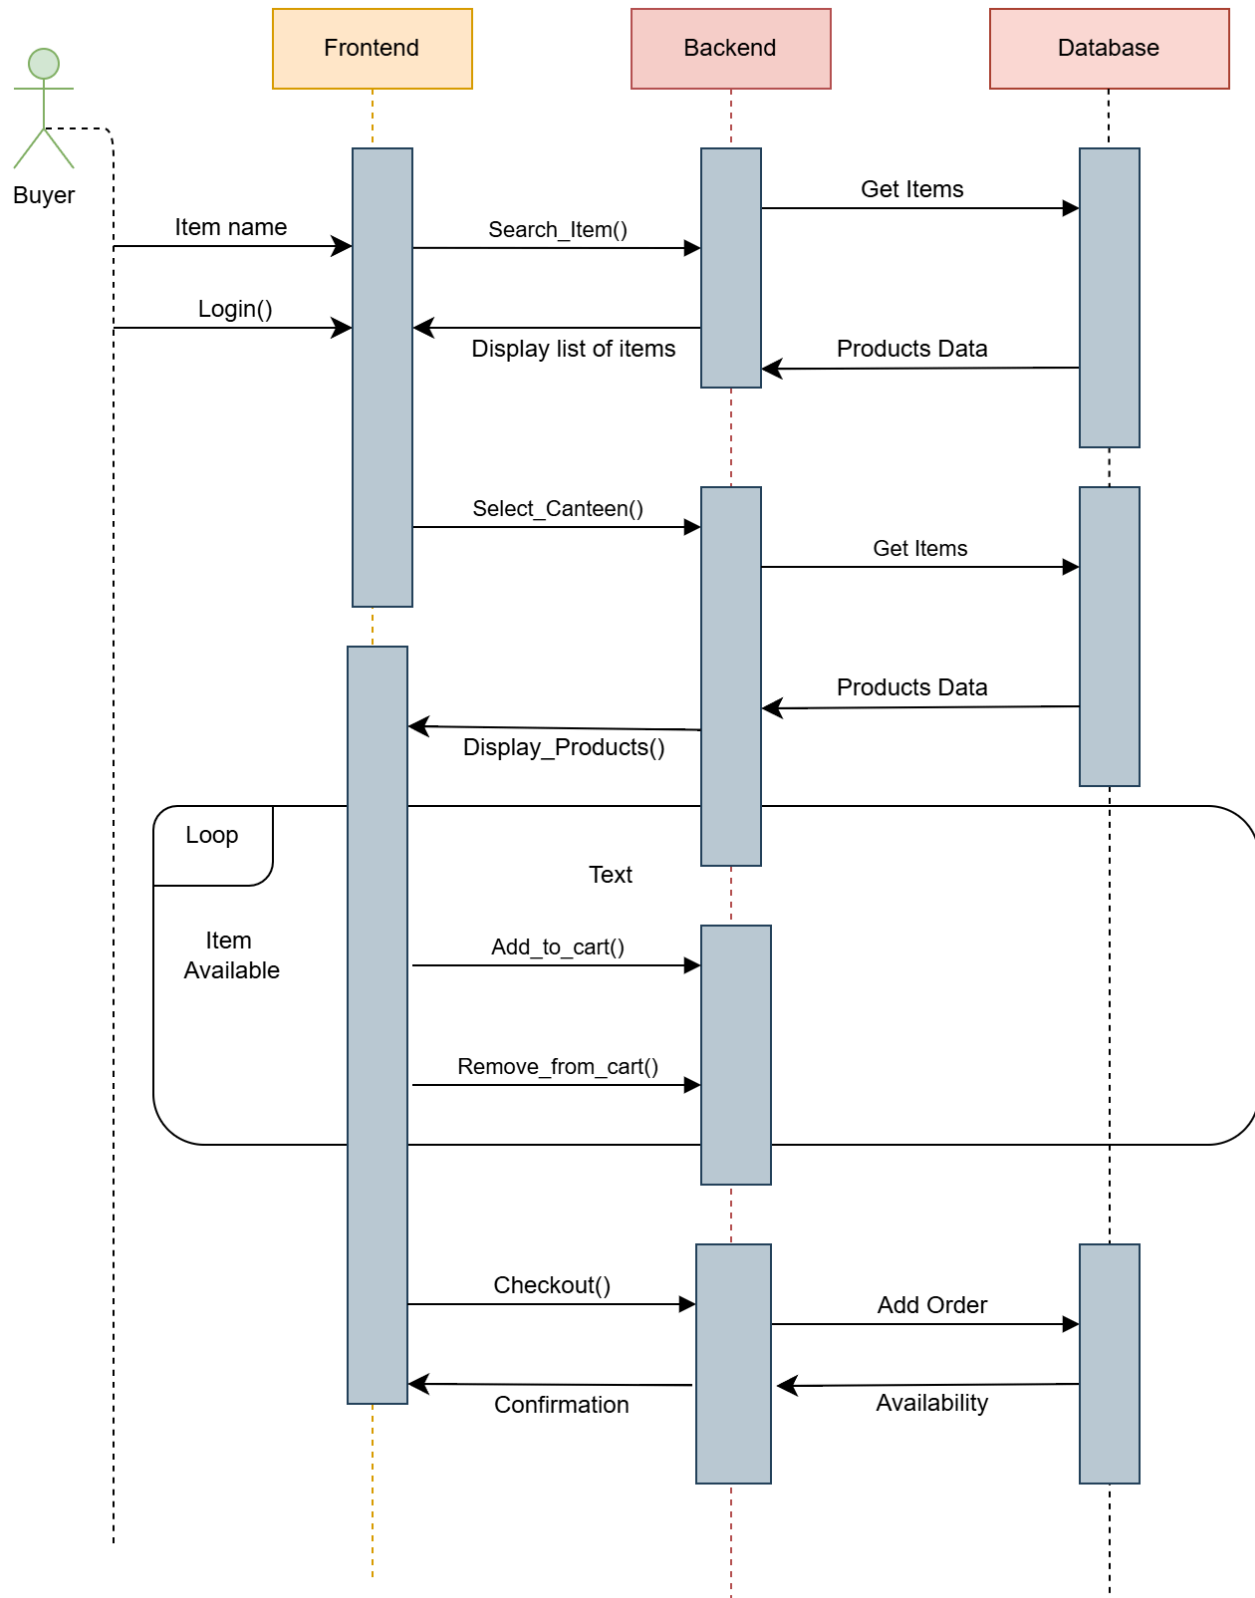 Frontend
Backend
Database
Buyer
Get Items
Item name
Search_Item()
Login()
Display list of items
Products Data
Select_Canteen()
Get Items
Products Data
Display_Products()
Loop
Text
Item
Available
Add_to_cart()
Remove_from_cart()
Checkout()
Add Order
Confirmation
Availability